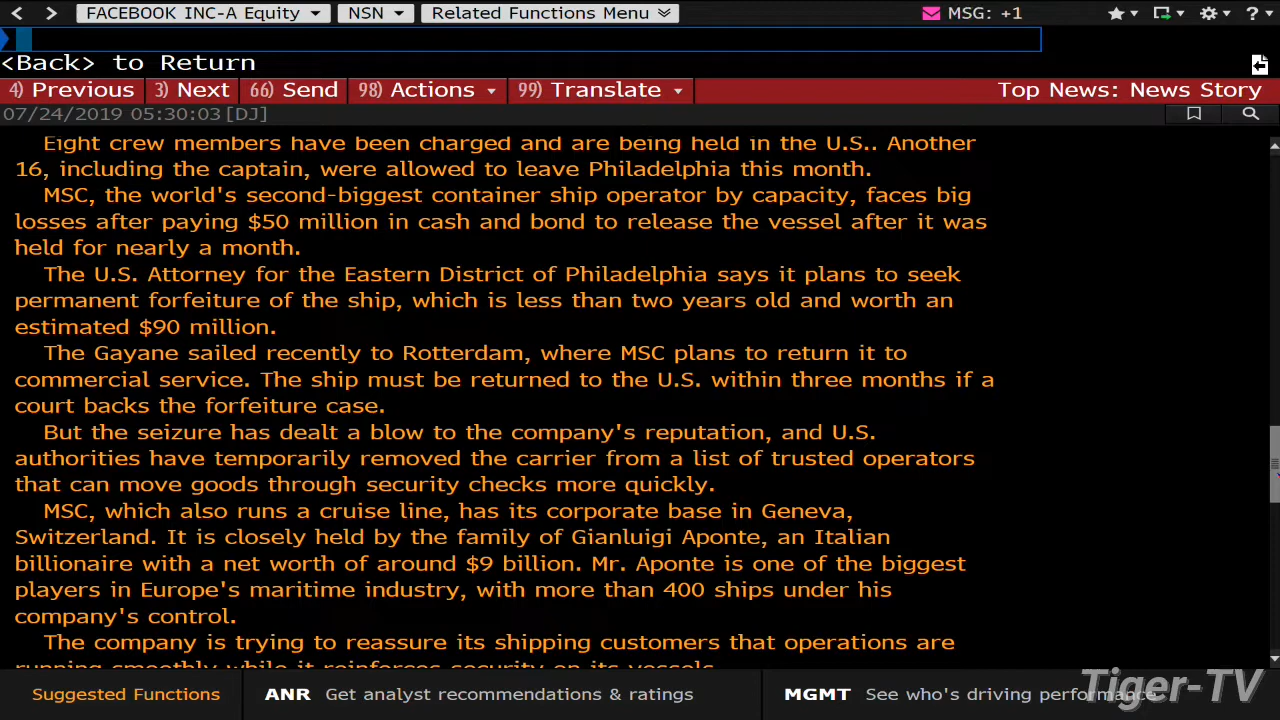 FACEBOOK INC-A Equity NSN Related Functions Menu MSG: +1 ?
<Back> to Return
4) Previous 3) Next 66) Send 98) Actions 99) Translate Top News: News Story
07/24/2019 05:30:03 [DJ]
Eight crew members have been charged and are being held in the U.S.. Another
16, including the captain, were allowed to leave Philadelphia this month.
MSC, the world's second-biggest container ship operator by capacity, faces big
losses after paying $50 million in cash and bond to release the vessel after it was
held for nearly a month.
The U.S. Attorney for the Eastern District of Philadelphia says it plans to seek
permanent forfeiture of the ship, which is less than two years old and worth an
estimated $90 million.
The Gayane sailed recently to Rotterdam, where MSC plans to return it to
commercial service. The ship must be returned to the U.S. within three months if a
court backs the forfeiture case.
But the seizure has dealt a blow to the company's reputation, and U.S.
authorities have temporarily removed the carrier from a list of trusted operators
that can move goods through security checks more quickly.
MSC, which also runs a cruise line, has its corporate base in Geneva,
Switzerland. It is closely held by the family of Gianluigi Aponte, an Italian
billionaire with a net worth of around $9 billion. Mr. Aponte is one of the biggest
players in Europe's maritime industry, with more than 400 ships under his
company's control.
The company is trying to reassure its shipping customers that operations are
running smoothly while it reinforces security on its vessels.
Suggested Functions ANR Get analyst recommendations & ratings MGMT See who's driving performance
Tiger-TV